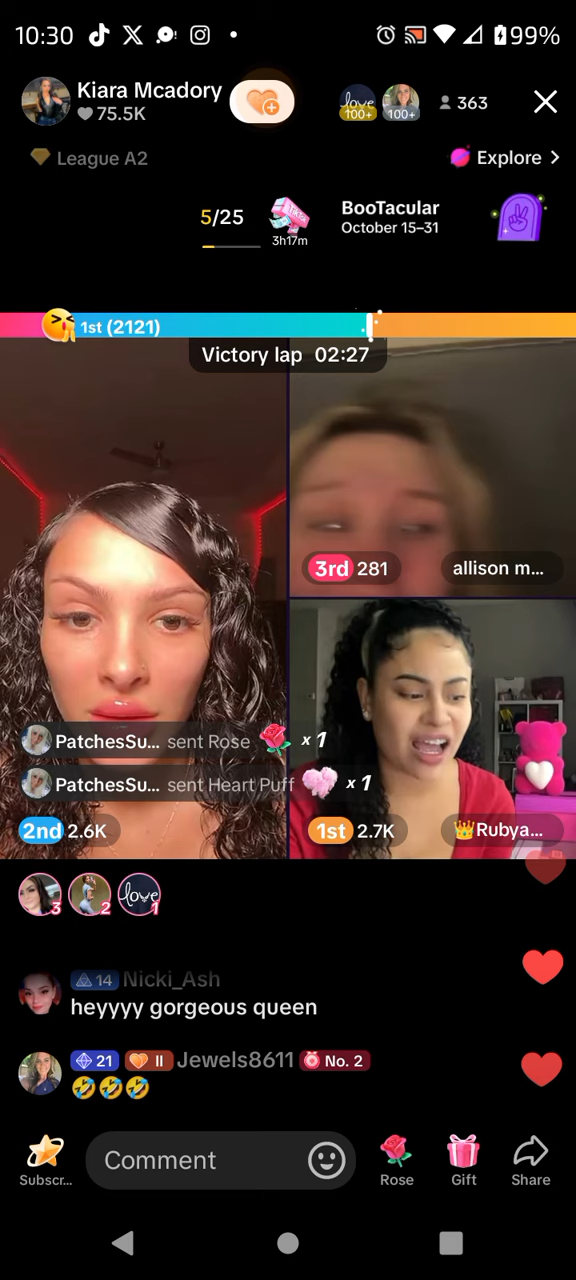 10:30
99%
Kiara Mcadory
75.5K
love
100+
100+
363
League A2
Explore
5/25
TikTok
3h17m
BooTacular
October 15–31
1st (2121)
Victory lap 02:27
3rd 281
allison m...
PatchesSu... sent Rose x 1
PatchesSu... sent Heart Puff x 1
2nd 2.6K
1st 2.7K
Rubya...
3
2
love
1
14 Nicki_Ash
heyyyy gorgeous queen
21 II Jewels8611 No. 2
Subscr...
Comment
Rose
Gift
Share